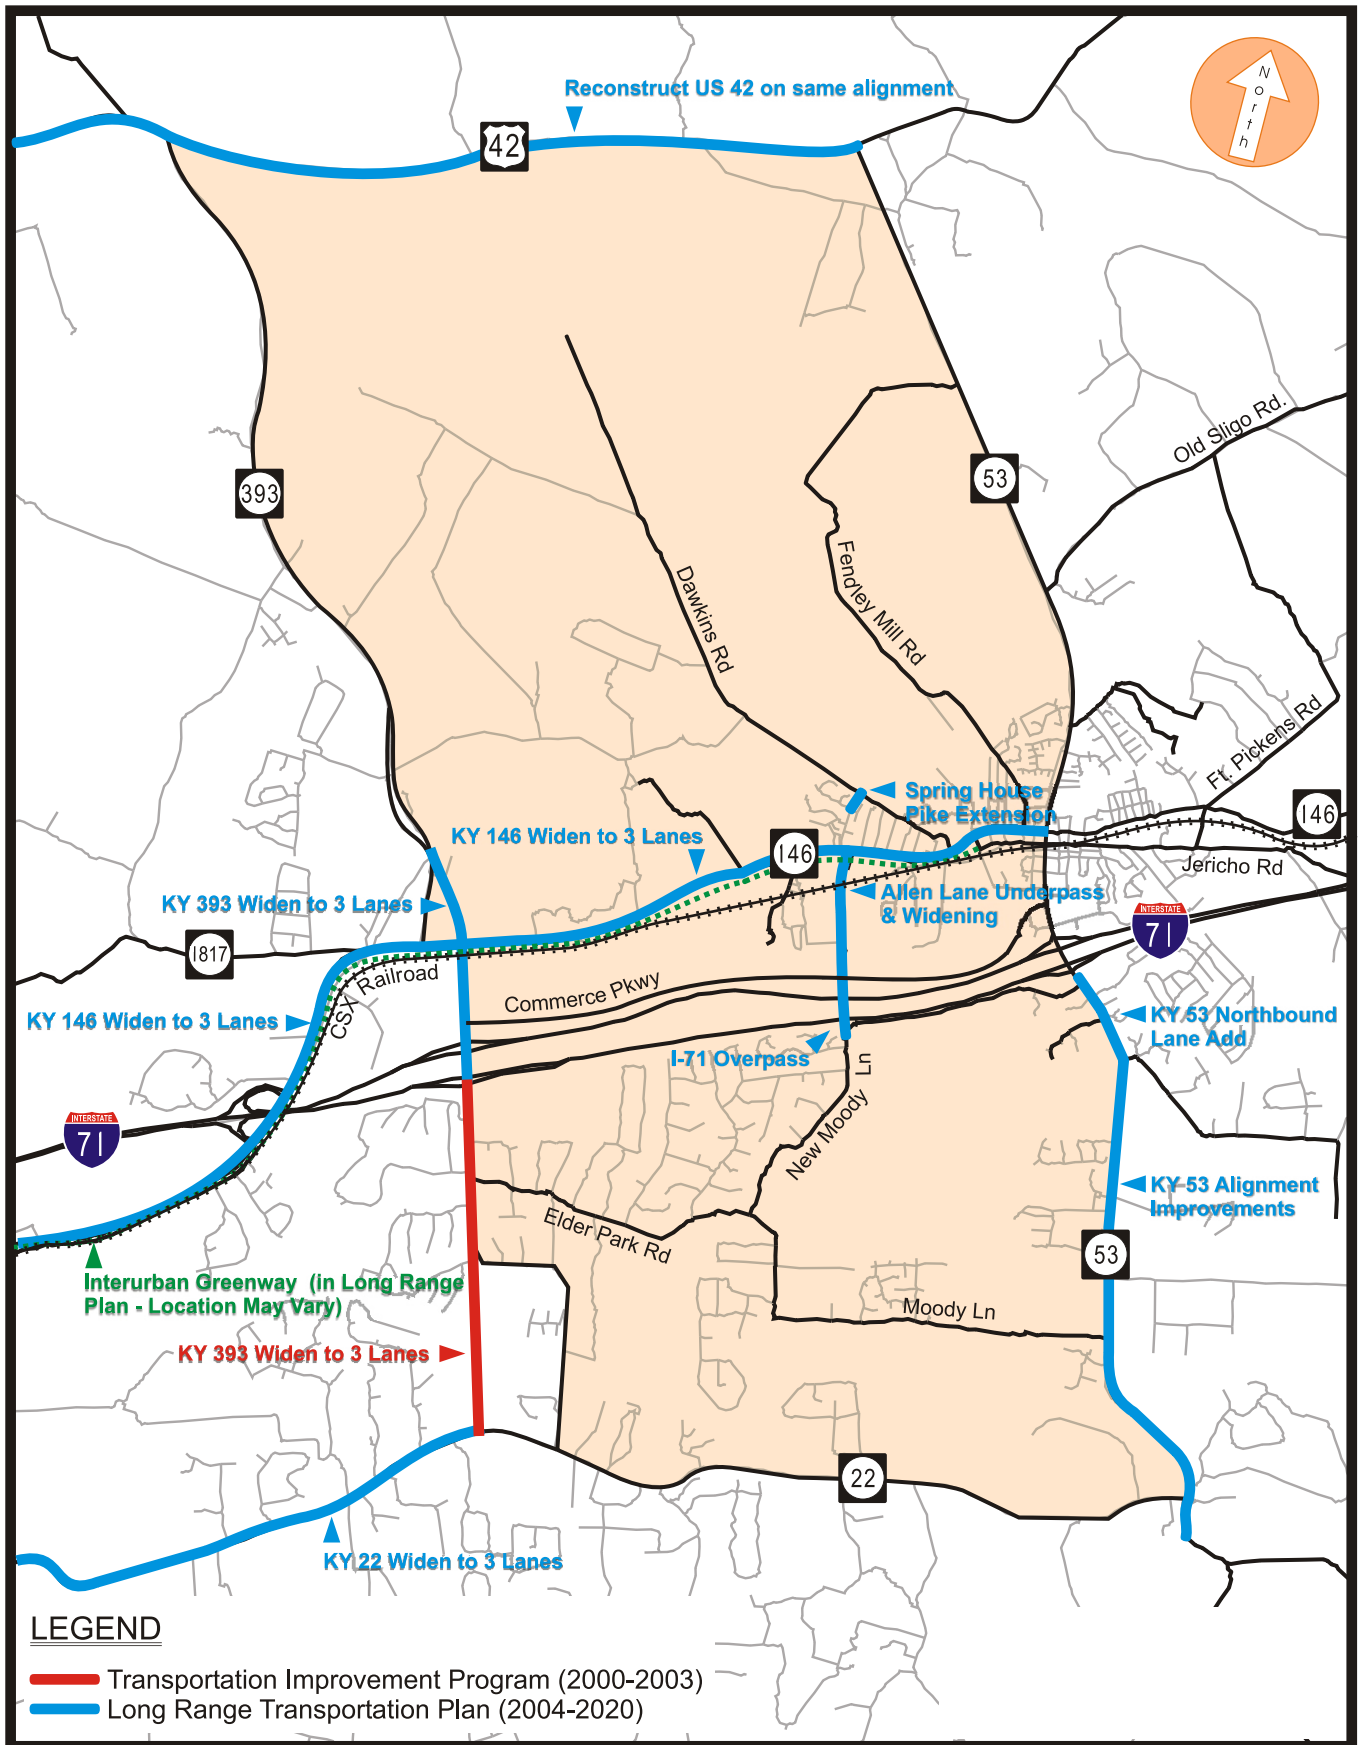 Reconstruct US 42 on same alignment
North
42
Old Sligo Rd.
53
393
Fendley Mill Rd
Dawkins Rd
Ft. Pickens Rd
Spring House
Pike Extension
146
KY 146 Widen to 3 Lanes
146
Jericho Rd
KY 393 Widen to 3 Lanes
Allen Lane Underpass
& Widening
INTERSTATE
71
1817
CSX Railroad
Commerce Pkwy
KY 146 Widen to 3 Lanes
KY 53 Northbound
Lane Add
I-71 Overpass
INTERSTATE
71
New Moody Ln
KY 53 Alignment
Improvements
Elder Park Rd
53
Interurban Greenway (in Long Range
Plan - Location May Vary)
Moody Ln
KY 393 Widen to 3 Lanes
22
KY 22 Widen to 3 Lanes
LEGEND
Transportation Improvement Program (2000-2003)
Long Range Transportation Plan (2004-2020)